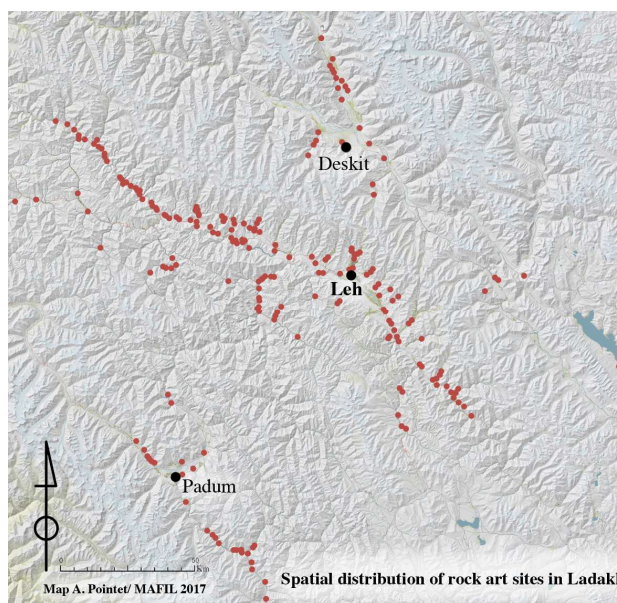 Deskit
Leh
Padum
0 50
Km
Map A. Pointet/ MAFIL 2017
Spatial distribution of rock art sites in Ladakh